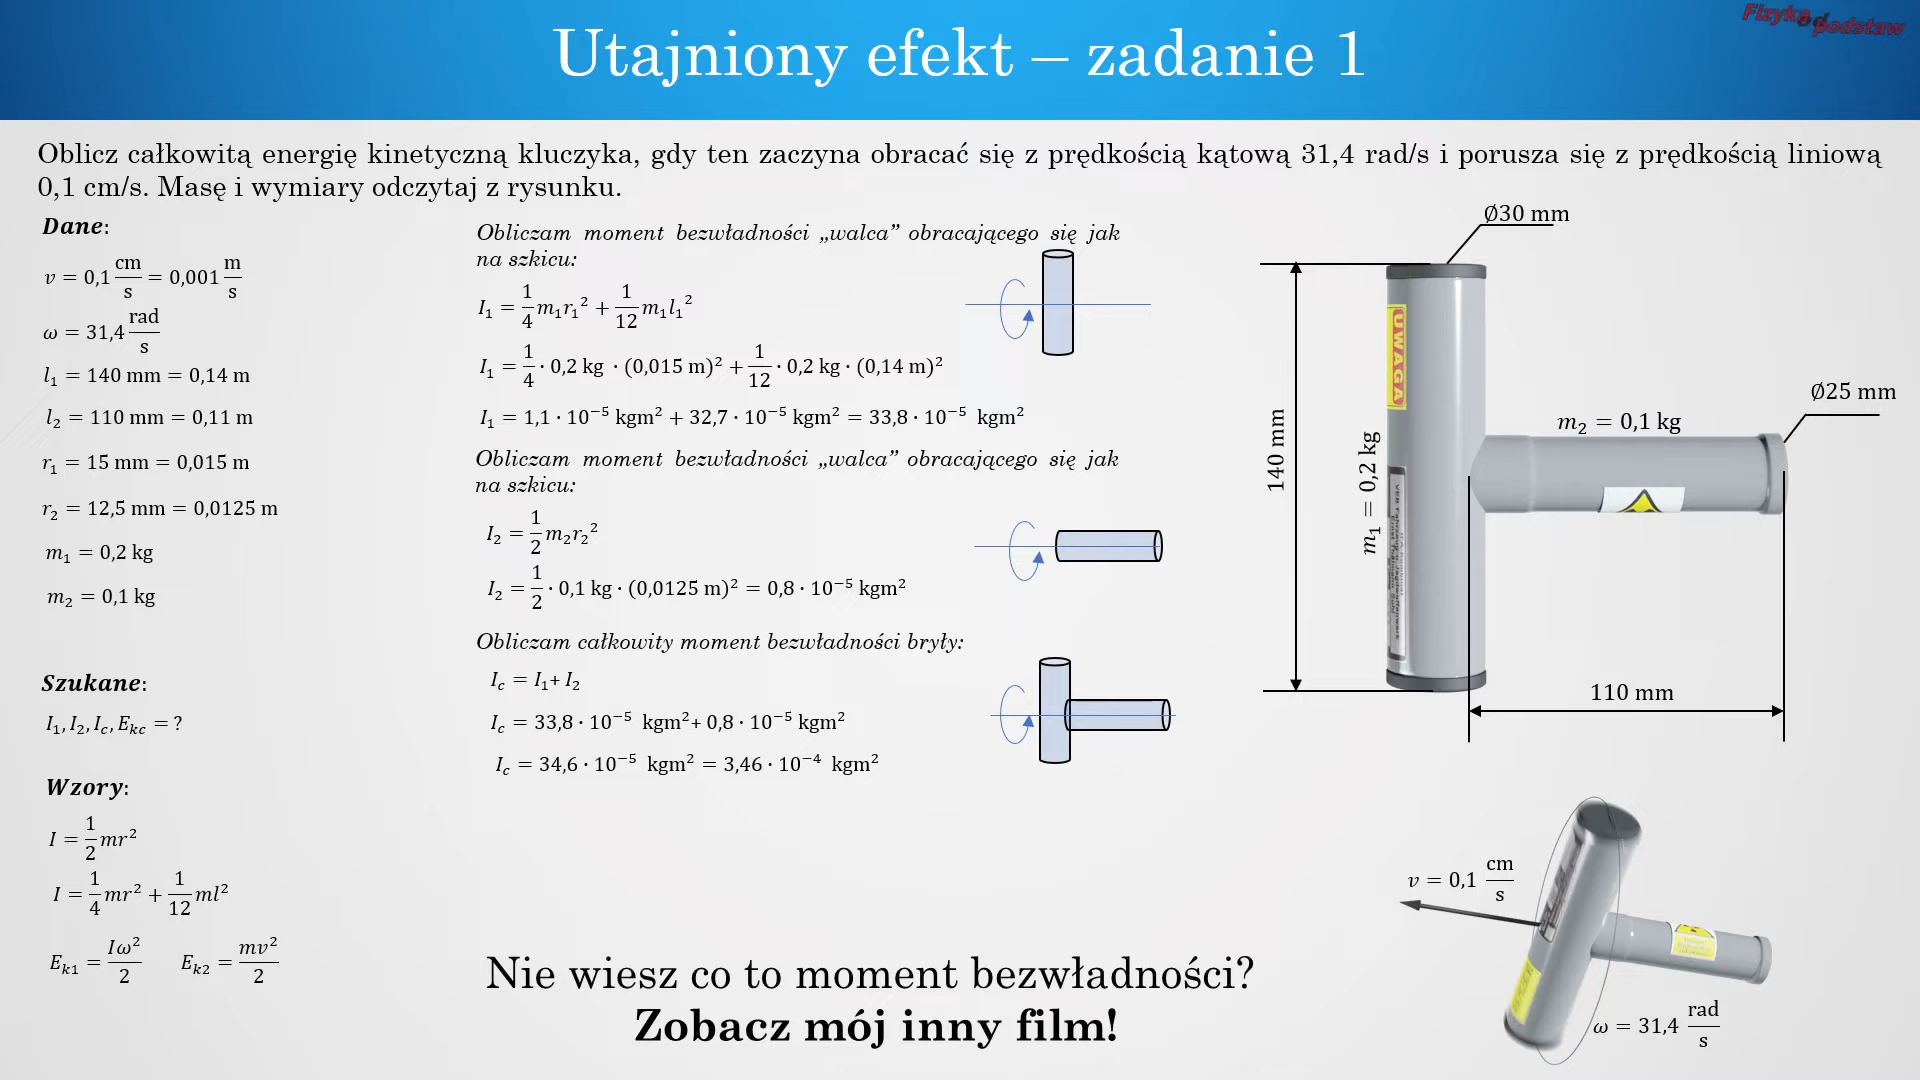 Fizyka od podstaw
Utajniony efekt – zadanie 1
Oblicz całkowitą energię kinetyczną kluczyka, gdy ten zaczyna obracać się z prędkością kątową 31,4 rad/s i porusza się z prędkością liniową
0,1 cm/s. Masę i wymiary odczytaj z rysunku.
Dane:
v = 0,1 cm/s = 0,001 m/s
ω = 31,4 rad/s
l₁ = 140 mm = 0,14 m
l₂ = 110 mm = 0,11 m
r₁ = 15 mm = 0,015 m
r₂ = 12,5 mm = 0,0125 m
m₁ = 0,2 kg
m₂ = 0,1 kg
Szukane:
I₁, I₂, I_c, E_kc = ?
Wzory:
I = 1/2 mr²
I = 1/4 mr² + 1/12 ml²
E_k1 = Iω²/2 E_k2 = mv²/2
Obliczam moment bezwładności „walca” obracającego się jak
na szkicu:
I₁ = 1/4 m₁r₁² + 1/12 m₁l₁²
I₁ = 1/4 · 0,2 kg · (0,015 m)² + 1/12 · 0,2 kg · (0,14 m)²
I₁ = 1,1 · 10⁻⁵ kgm² + 32,7 · 10⁻⁵ kgm² = 33,8 · 10⁻⁵ kgm²
Obliczam moment bezwładności „walca” obracającego się jak
na szkicu:
I₂ = 1/2 m₂r₂²
I₂ = 1/2 · 0,1 kg · (0,0125 m)² = 0,8 · 10⁻⁵ kgm²
Obliczam całkowity moment bezwładności bryły:
I_c = I₁+ I₂
I_c = 33,8 · 10⁻⁵ kgm²+ 0,8 · 10⁻⁵ kgm²
I_c = 34,6 · 10⁻⁵ kgm² = 3,46 · 10⁻⁴ kgm²
Nie wiesz co to moment bezwładności?
Zobacz mój inny film!
Ø30 mm
140 mm
UWAGA
m₁ = 0,2 kg
m₂ = 0,1 kg
Ø25 mm
110 mm
v = 0,1 cm/s
ω = 31,4 rad/s